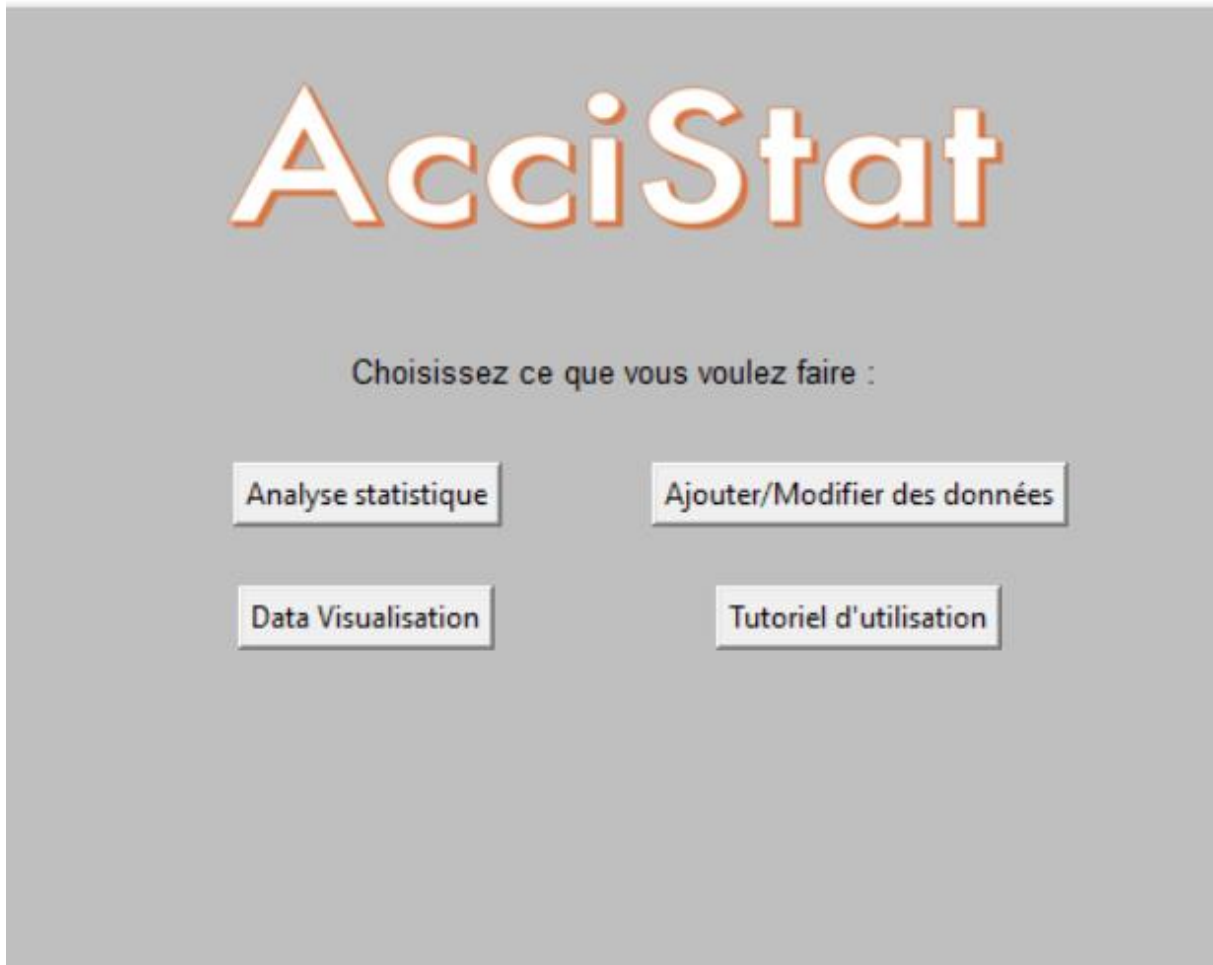 AcciStat
Choisissez ce que vous voulez faire :
Analyse statistique
Ajouter/Modifier des données
Data Visualisation
Tutoriel d'utilisation